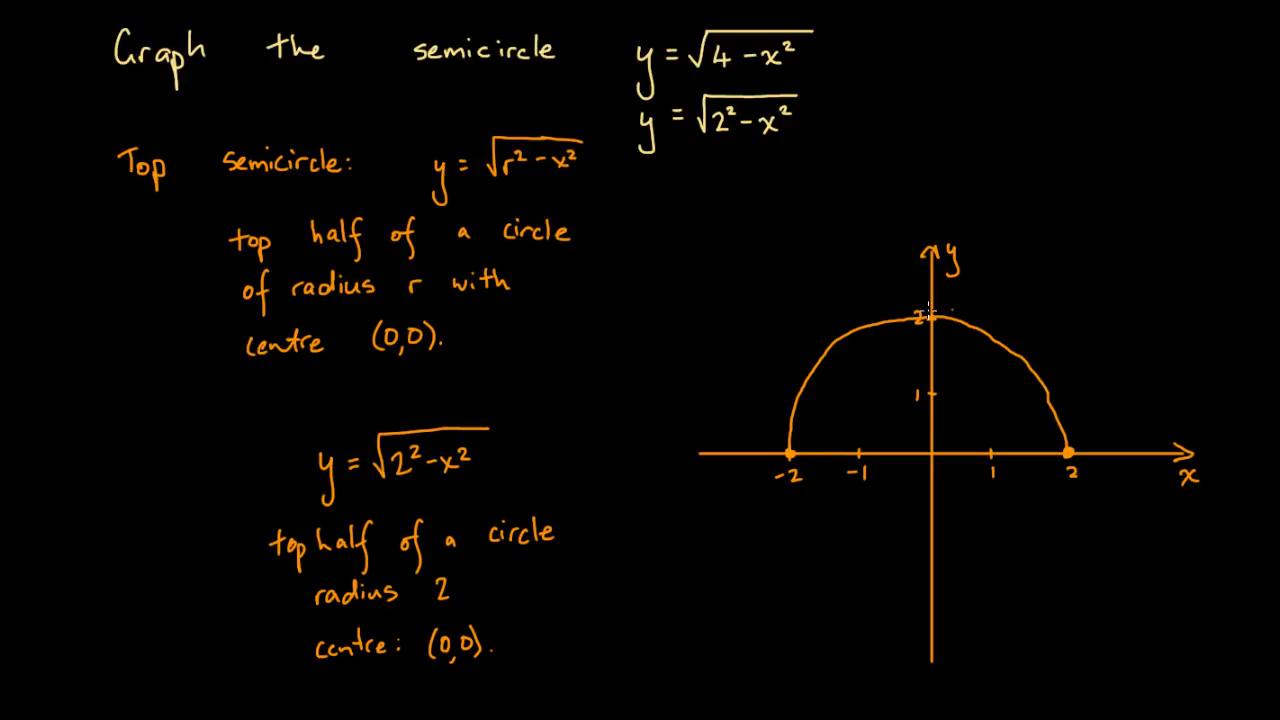 Graph the semicircle y = √(4 - x²)
y = √(2² - x²)
Top semicircle: y = √(r² - x²)
top half of a circle
of radius r with
centre (0,0).
y = √(2² - x²)
top half of a circle
radius 2
centre: (0,0).
y
2
1
-2 -1 1 2 x